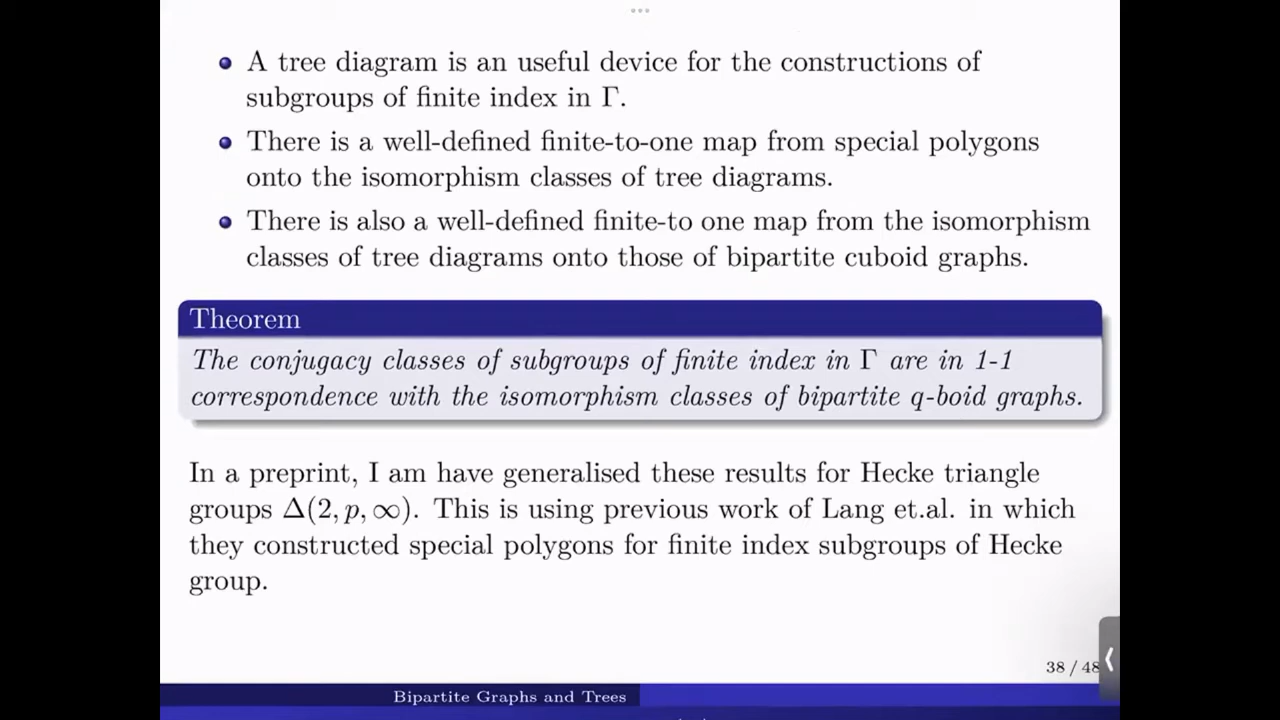 A tree diagram is an useful device for the constructions of
subgroups of finite index in Γ.
There is a well-defined finite-to-one map from special polygons
onto the isomorphism classes of tree diagrams.
There is also a well-defined finite-to one map from the isomorphism
classes of tree diagrams onto those of bipartite cuboid graphs.
Theorem
The conjugacy classes of subgroups of finite index in Γ are in 1-1
correspondence with the isomorphism classes of bipartite q-boid graphs.
In a preprint, I am have generalised these results for Hecke triangle
groups Δ(2, p, ∞). This is using previous work of Lang et.al. in which
they constructed special polygons for finite index subgroups of Hecke
group.
38 / 48
Bipartite Graphs and Trees